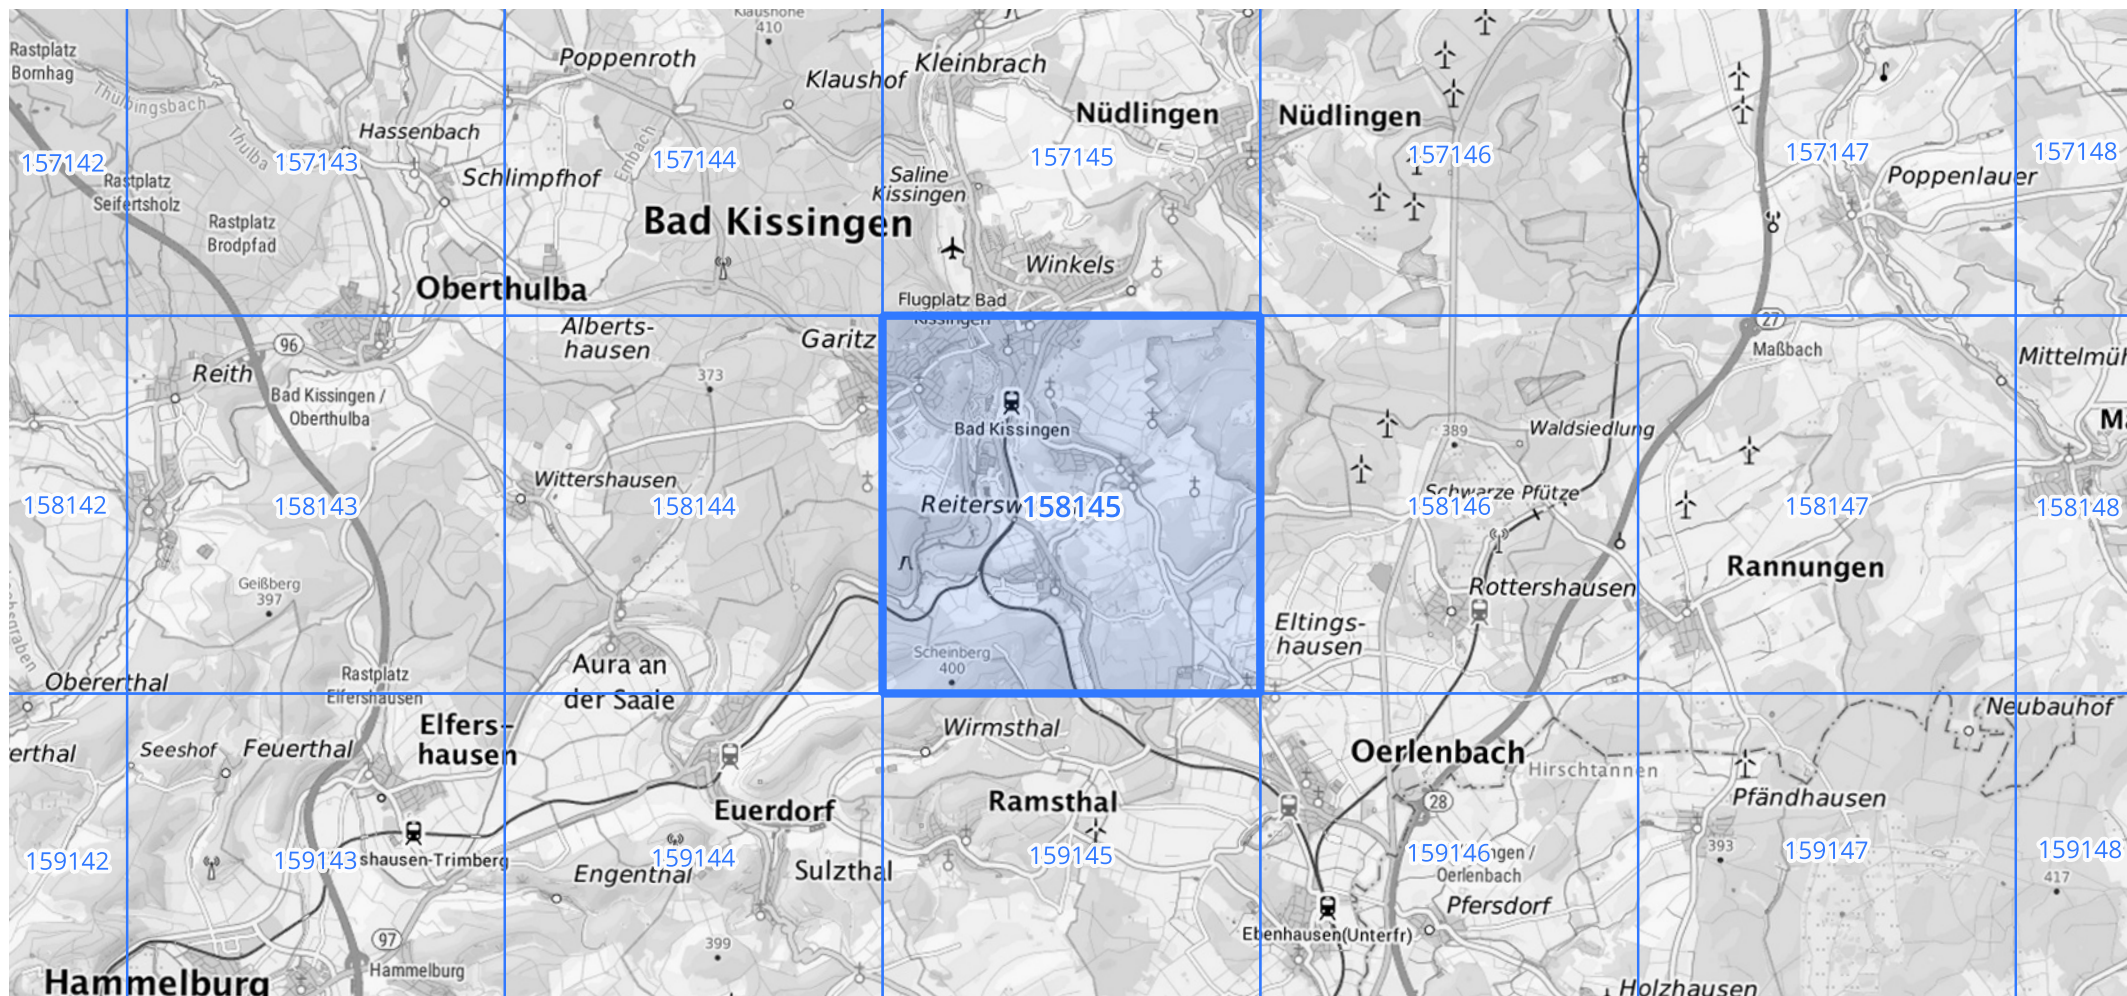 Klaushöhe
410
Rastplatz
Bornhag
Poppenroth
Klaushof
Kleinbrach
Thulbingsbach
Nüdlingen
Nüdlingen
Hassenbach
Thulba
Embach
157142
157143
157144
157145
157146
157147
157148
Rastplatz
Seifertsholz
Schlimpfhof
Saline
Kissingen
Poppenlauer
Rastplatz
Brodpfad
Bad Kissingen
Winkels
Oberthulba
Flugplatz Bad
Kissingen
27
Maßbach
96
Alberts-
hausen
Garitz
Mittelmüh
Reith
373
Bad Kissingen /
Oberthulba
Bad Kissingen
389
Waldsiedlung
Ma
Wittershausen
Schwarze Pfütze
158142
158143
158144
Reitersw
158145
158146
158147
158148
Geißberg
397
Rottershausen
Rannungen
Eltings-
hausen
Scheinberg
400
Aura an
der Saale
Obererthal
Rastplatz
Elfershausen
Neubauhof
erthal
Seeshof
Feuerthal
Elfers-
hausen
Wirmsthal
Oerlenbach
Hirschtannen
Euerdorf
Ramsthal
28
Pfändhausen
159142
159143
shausen-Trimberg
159144
159145
159146
ngen /
Oerlenbach
159147
393
159148
417
Engenthal
Sulzthal
Pfersdorf
Ebenhausen(Unterfr)
97
Hammelburg
399
Hammelburg
Holzhausen